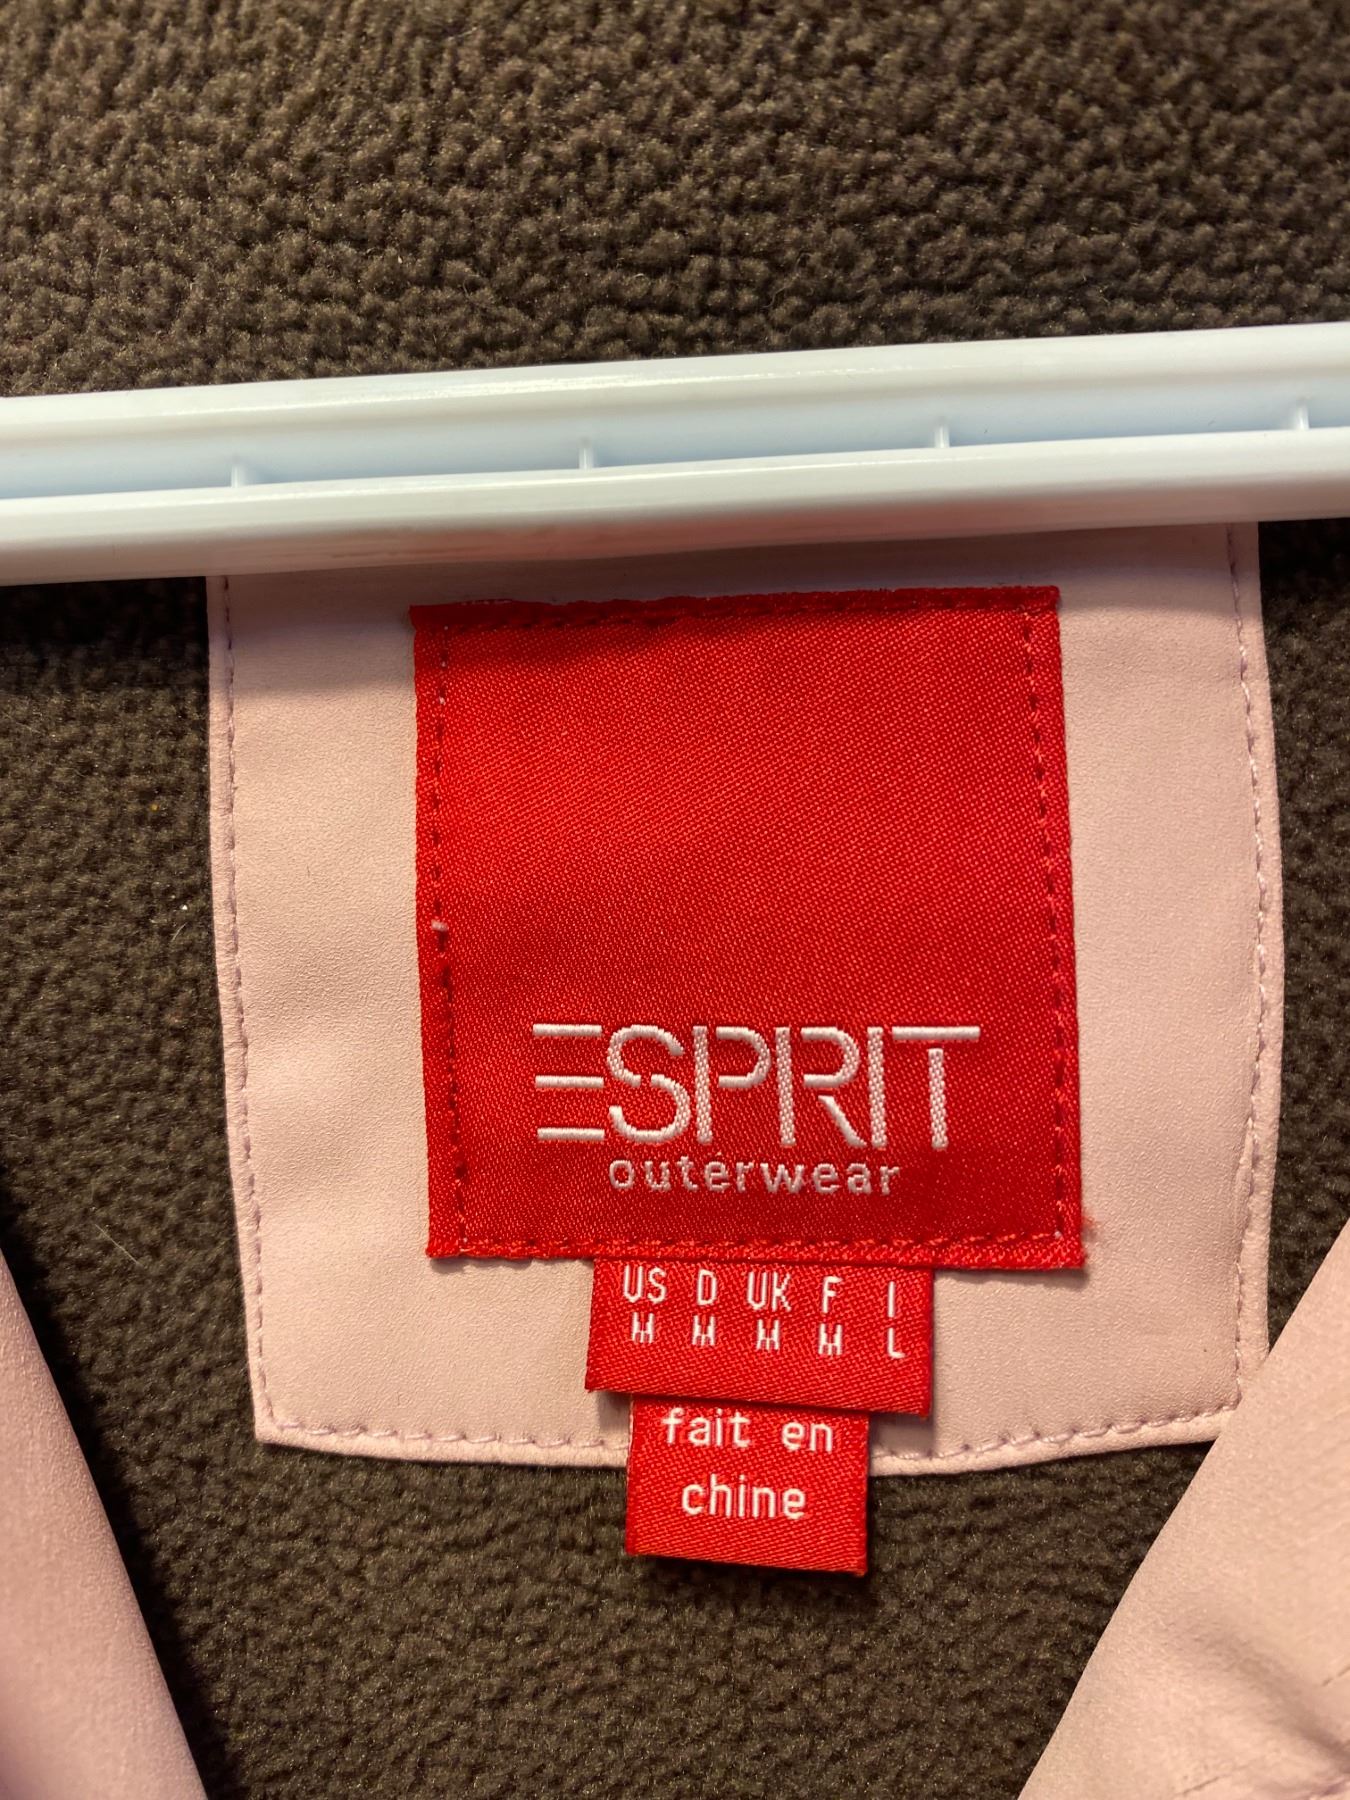 ESPRIT
outerwear
US D UK F I
M M M M L
fait en
chine